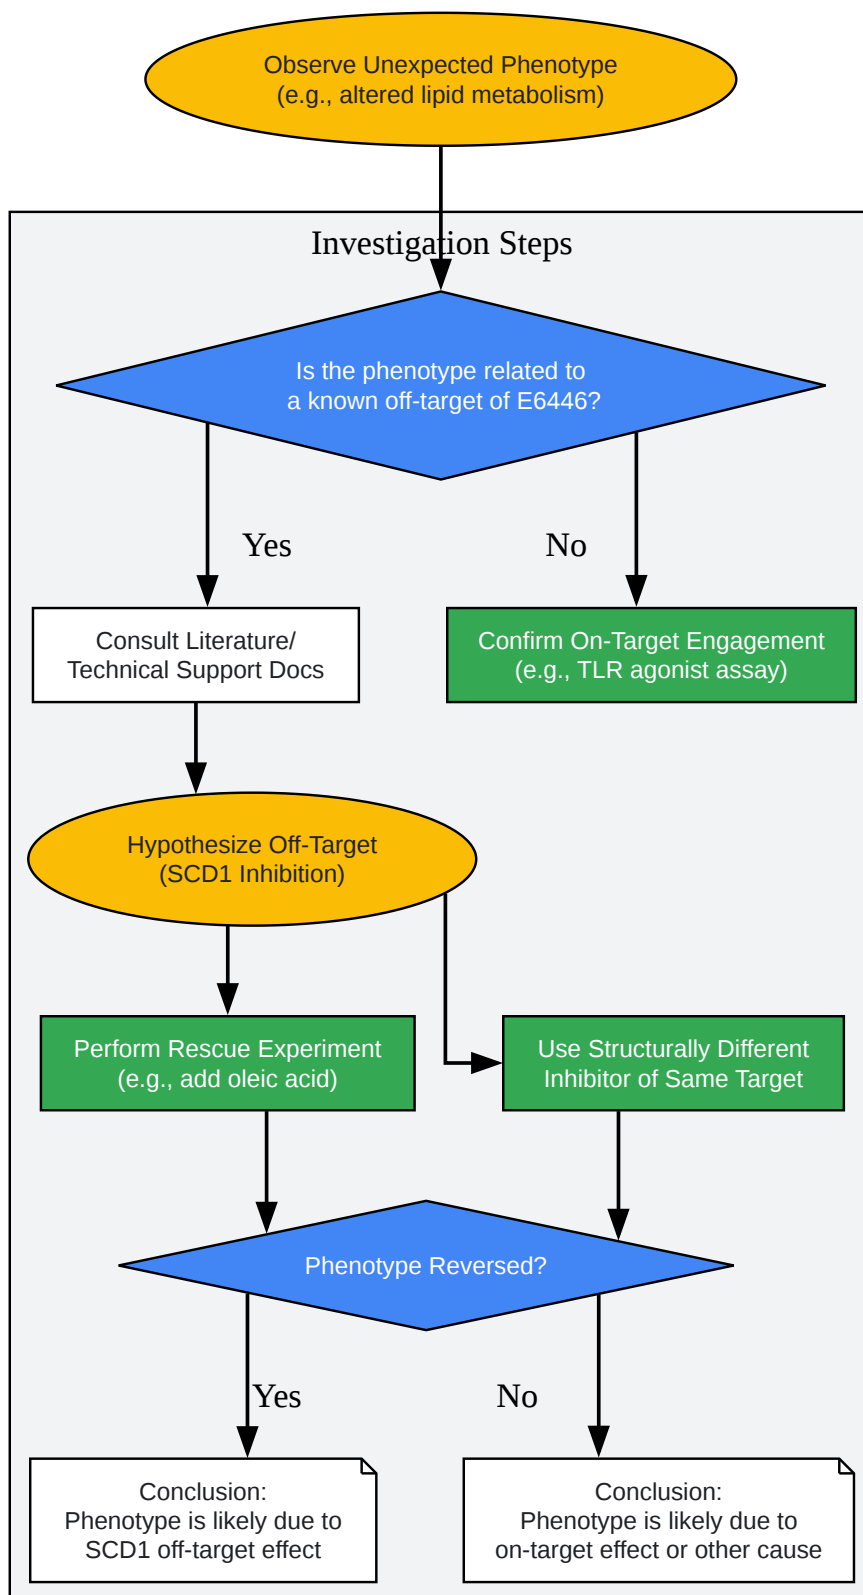 Observe Unexpected Phenotype
(e.g., altered lipid metabolism)
Investigation Steps
Is the phenotype related to
a known off-target of E6446?
Yes
No
Consult Literature/
Technical Support Docs
Confirm On-Target Engagement
(e.g., TLR agonist assay)
Hypothesize Off-Target
(SCD1 Inhibition)
Perform Rescue Experiment
(e.g., add oleic acid)
Use Structurally Different
Inhibitor of Same Target
Phenotype Reversed?
Yes
No
Conclusion:
Phenotype is likely due to
SCD1 off-target effect
Conclusion:
Phenotype is likely due to
on-target effect or other cause